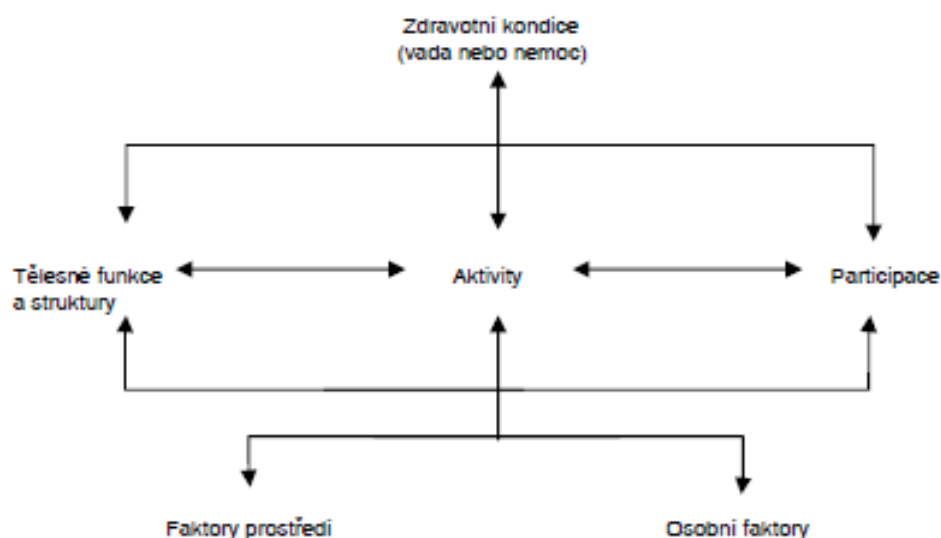 Zdravotní kondice
(vada nebo nemoc)
Tělesné funkce
a struktury
Aktivity
Participace
Faktory prostředí
Osobní faktory